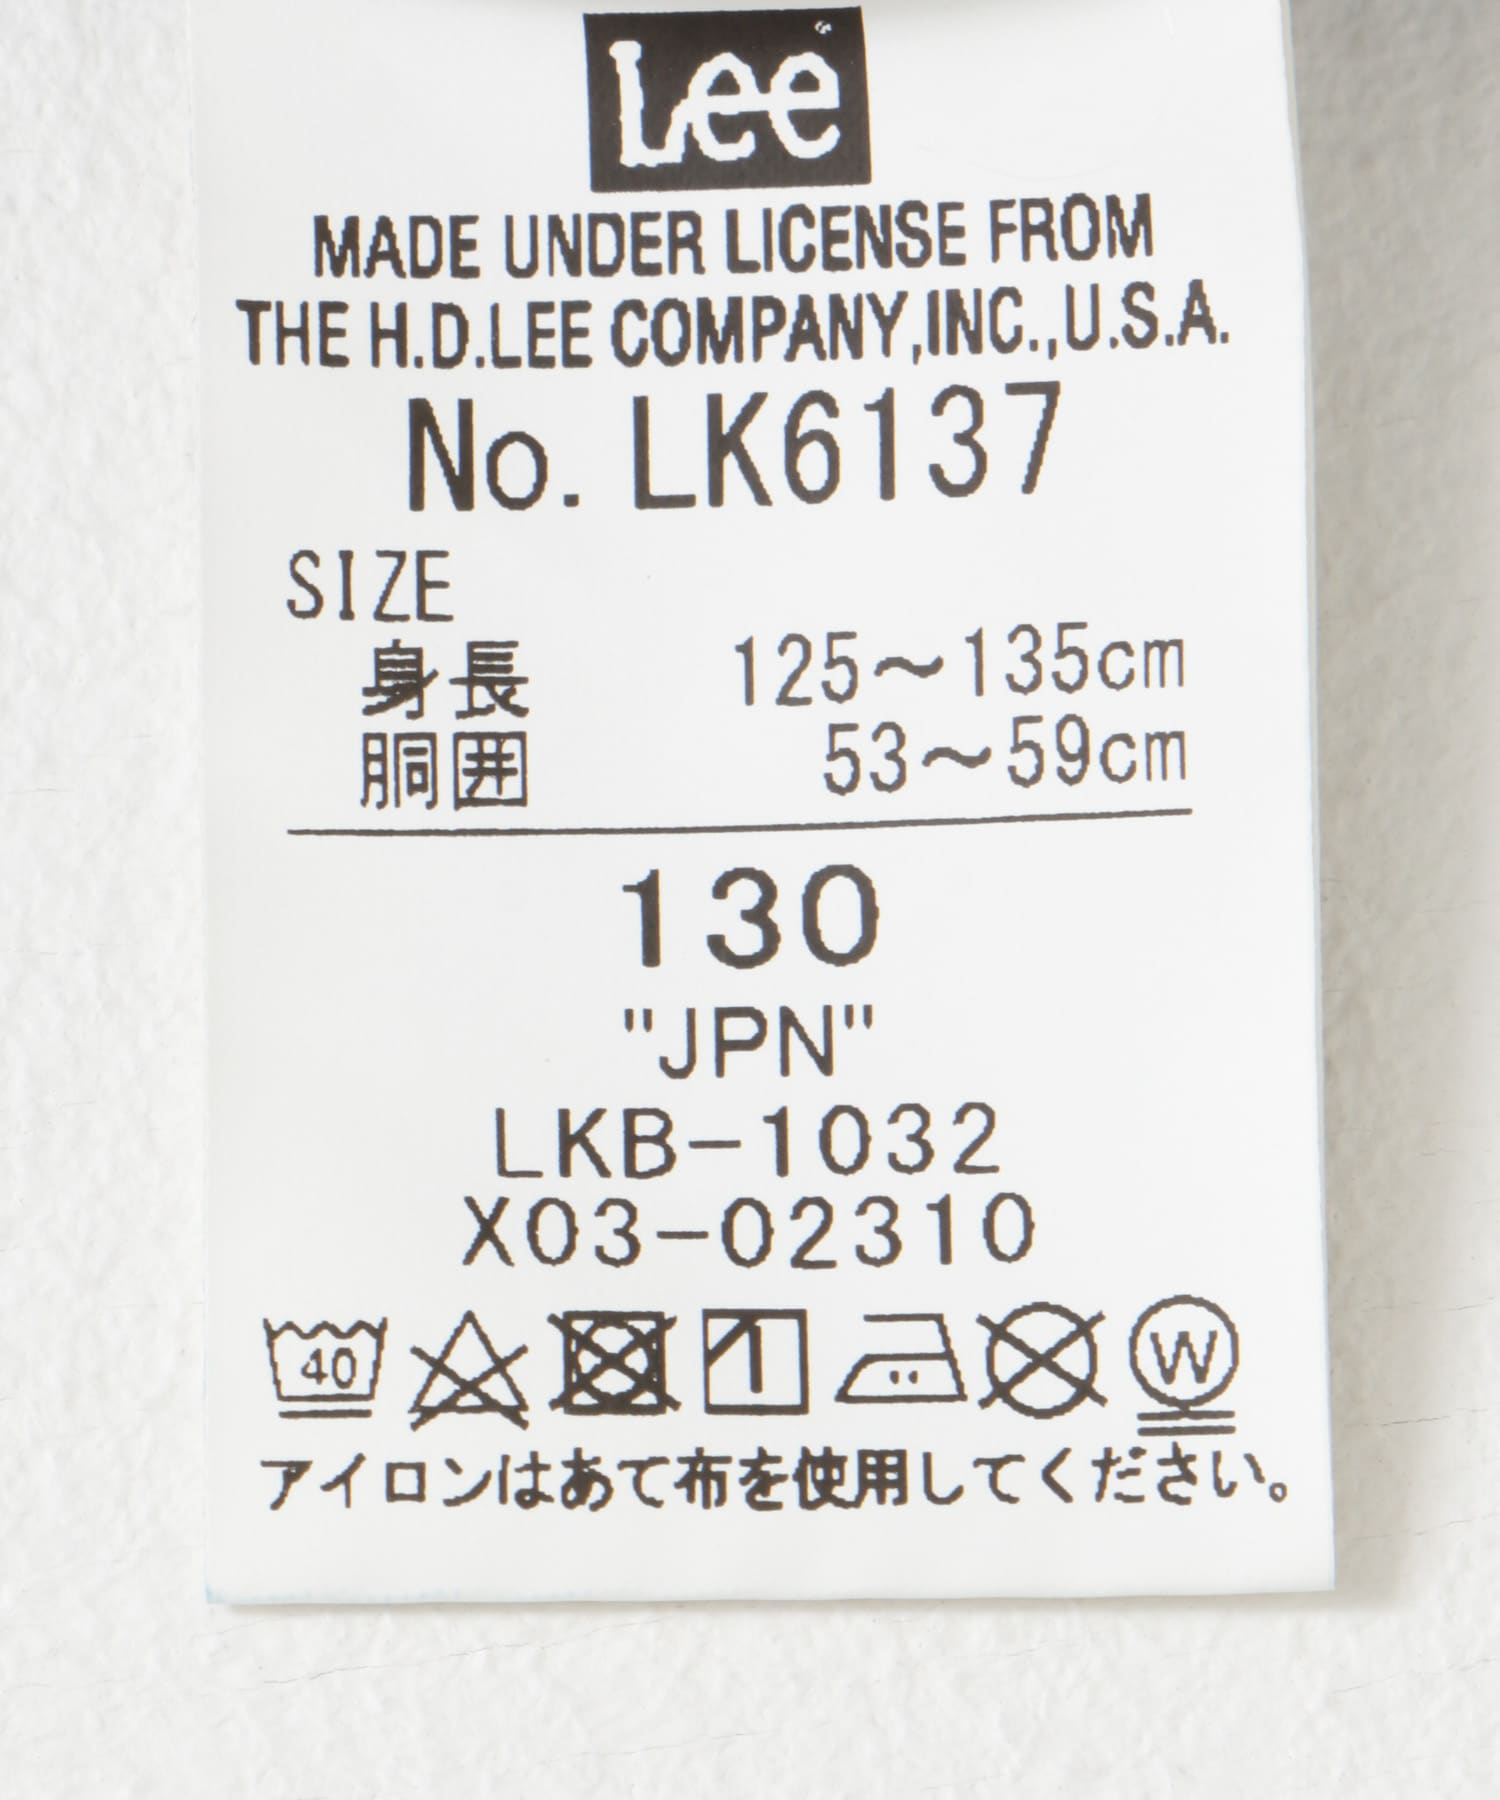 Lee
MADE UNDER LICENSE FROM
THE H.D.LEE COMPANY,INC.,U.S.A.
No. LK6137
SIZE
身長 125～135cm
胴囲 53～59cm
130
"JPN"
LKB-1032
X03-02310
40 1 W
アイロンはあて布を使用してください。